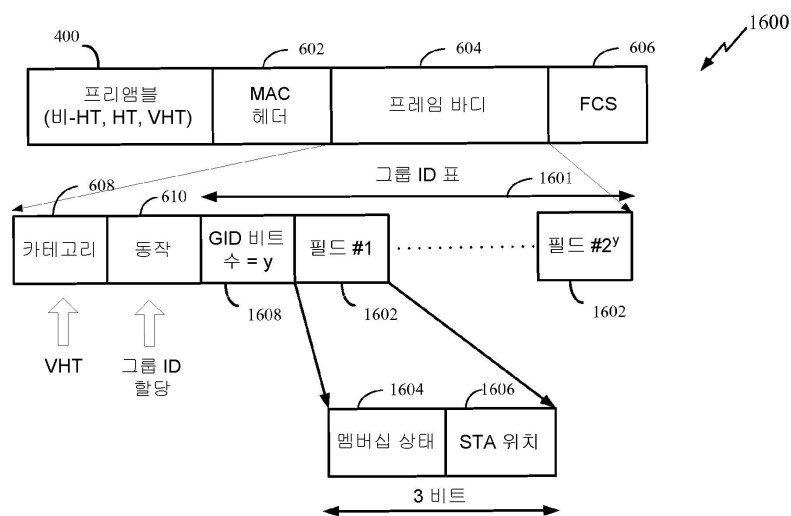 1600
400
602
604
606
프리앰블
(비-HT, HT, VHT)
MAC
헤더
프레임 바디
FCS
그룹 ID 표
1601
608
610
카테고리
동작
GID 비트
수 = y
필드 #1
필드 #2ʸ
1608
1602
1602
VHT
그룹 ID
할당
1604
1606
멤버십 상태
STA 위치
3 비트